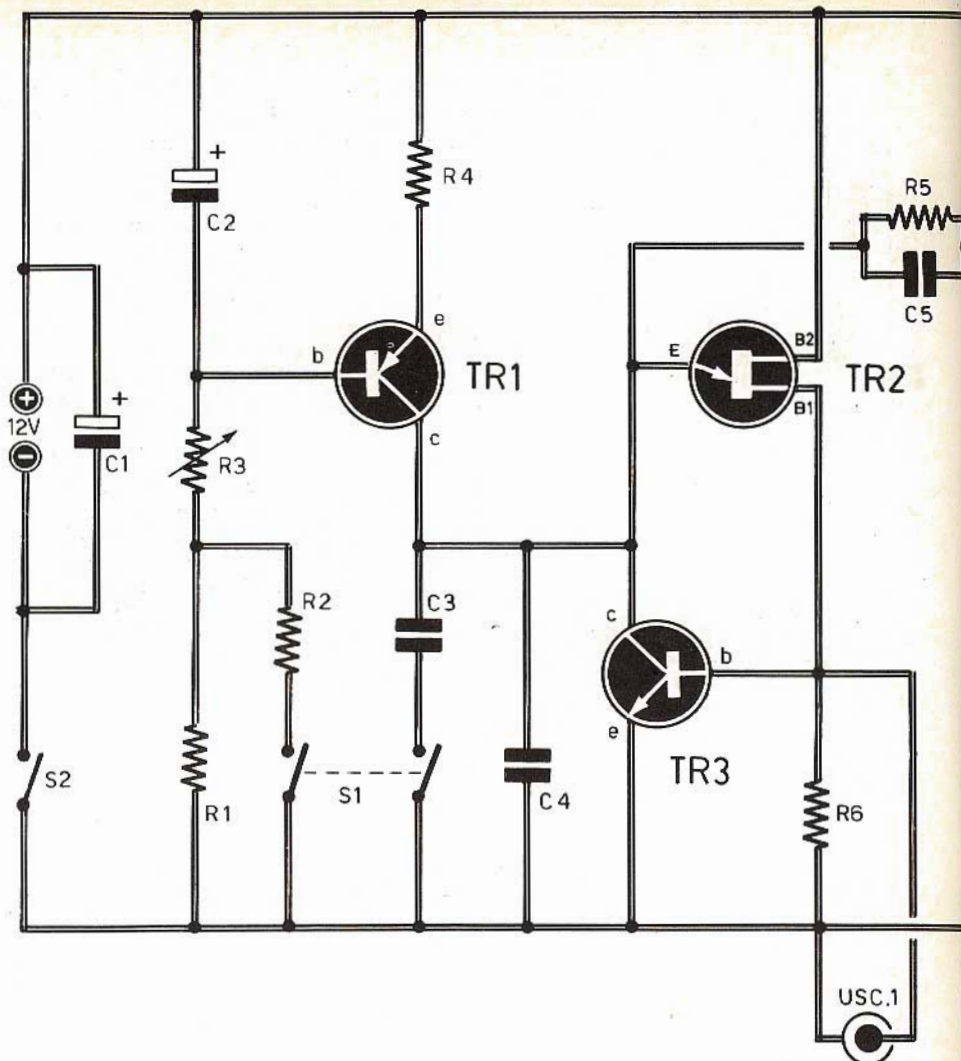 +
C2
R4
R5
C5
e
b
TR1
c
E
B2
B1
TR2
+
12V
-
+
C1
R3
R2
C3
c
b
e
TR3
S2
R1
S1
C4
R6
USC.1